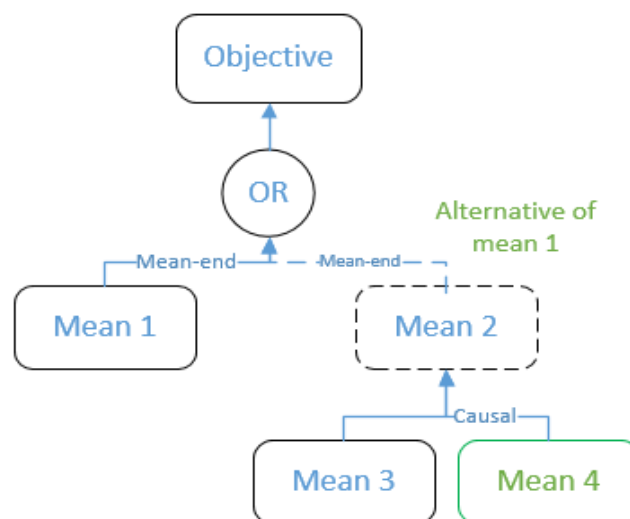 Objective
OR
Alternative of
mean 1
Mean-end
Mean-end
Mean 1
Mean 2
Causal
Mean 3
Mean 4